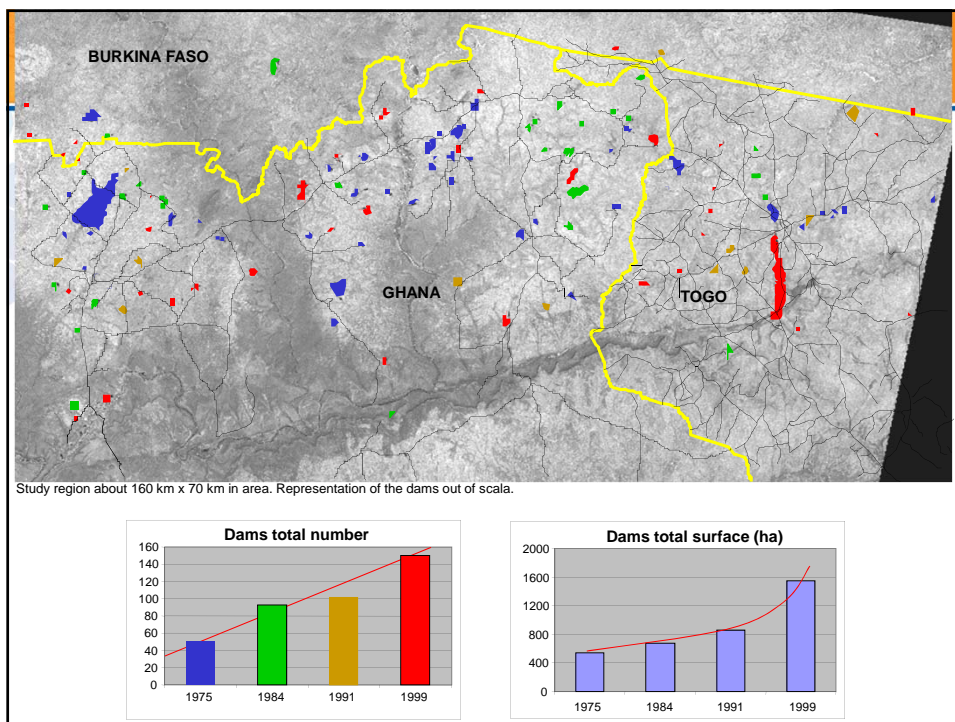 BURKINA FASO
GHANA
TOGO
Study region about 160 km x 70 km in area. Representation of the dams out of scala.
Dams total number
160
140
120
100
80
60
40
20
0
1975 1984 1991 1999
Dams total surface (ha)
2000
1600
1200
800
400
0
1975 1984 1991 1999